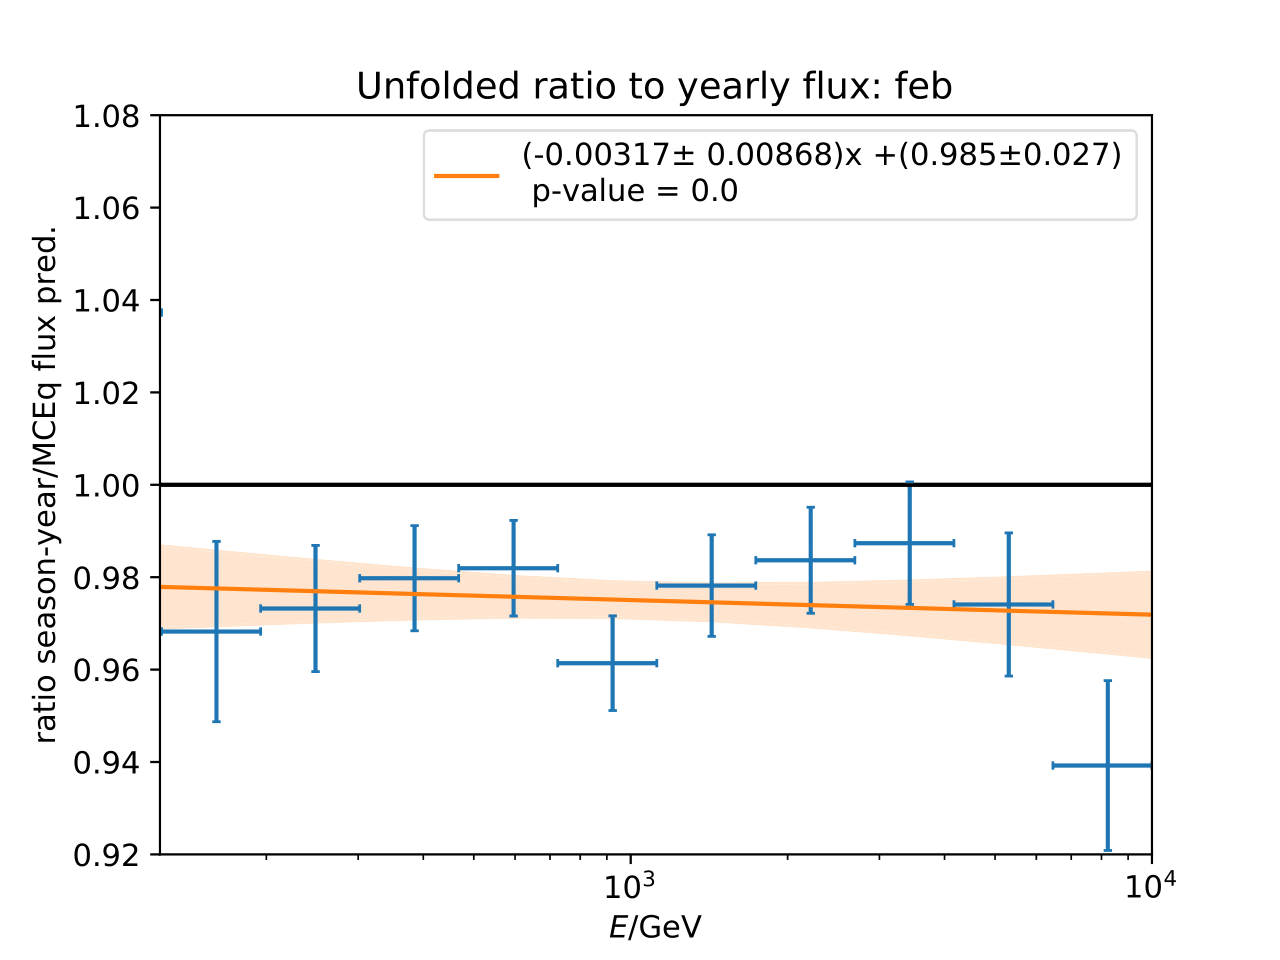 Unfolded ratio to yearly flux: feb
(-0.00317± 0.00868)x +(0.985±0.027)
p-value = 0.0
ratio season-year/MCEq flux pred.
1.08
1.06
1.04
1.02
1.00
0.98
0.96
0.94
0.92
10³
10⁴
E/GeV